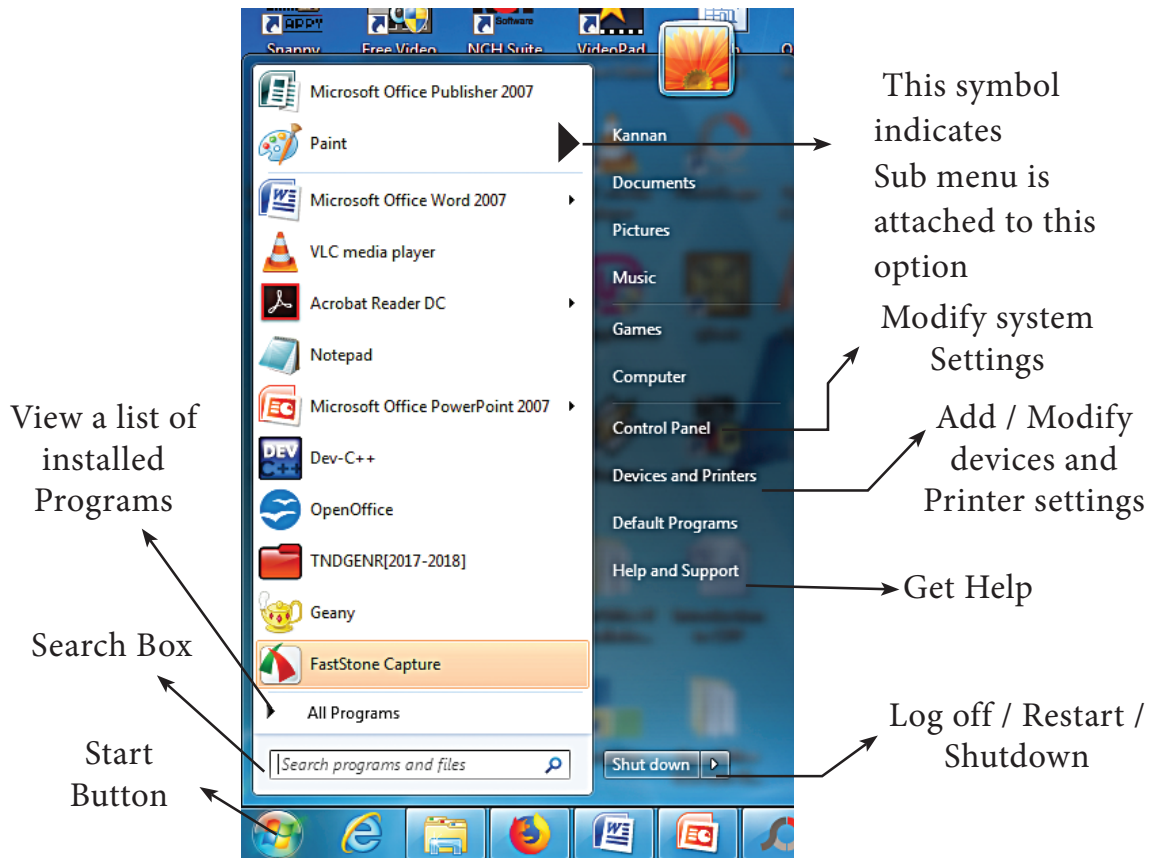 Snappy
Free Video
NCH Suite
VideoPad
Software
Microsoft Office Publisher 2007
Paint
Microsoft Office Word 2007
VLC media player
Acrobat Reader DC
Notepad
Microsoft Office PowerPoint 2007
DEV
C++
Dev-C++
OpenOffice
TNDGENR[2017-2018]
Geany
FastStone Capture
All Programs
Search programs and files
Kannan
Documents
Pictures
Music
Games
Computer
Control Panel
Devices and Printers
Default Programs
Help and Support
Shut down
This symbol
indicates
Sub menu is
attached to this
option
Modify system
Settings
Add / Modify
devices and
Printer settings
Get Help
Log off / Restart /
Shutdown
View a list of
installed
Programs
Search Box
Start
Button